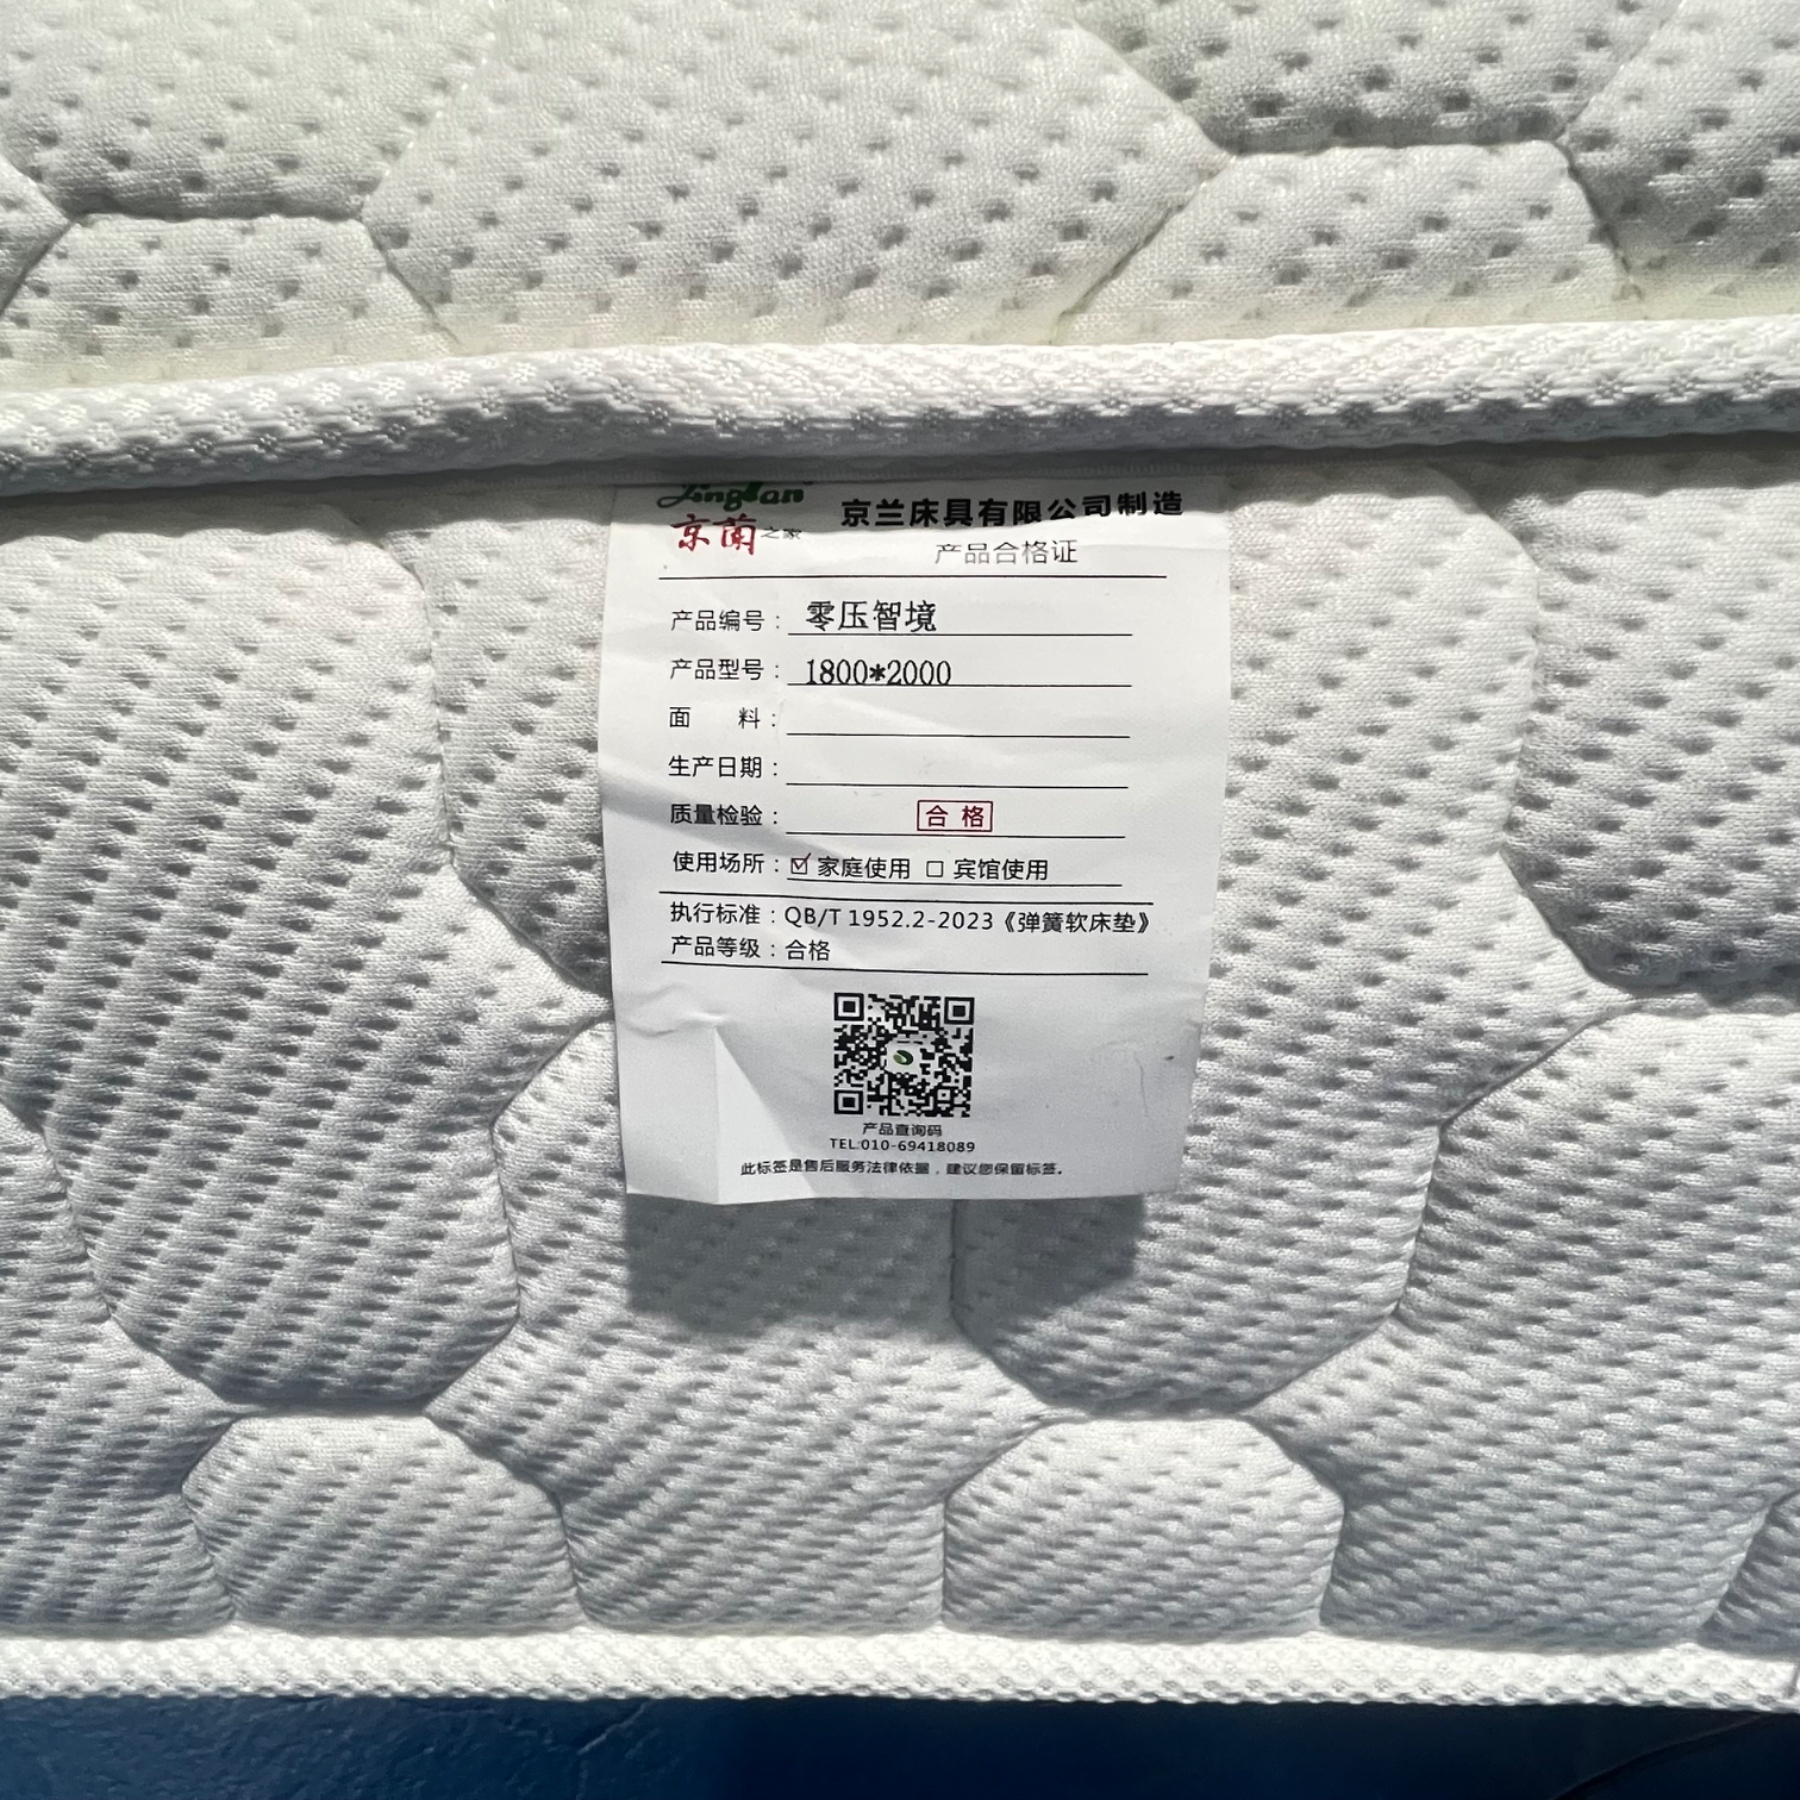 Jinglan
京兰床具有限公司制造
京蘭之家
产品合格证
产品编号：零压智境
产品型号：1800*2000
面 料：
生产日期：
质量检验：合 格
使用场所：☑ 家庭使用 □ 宾馆使用
执行标准：QB/T 1952.2-2023《弹簧软床垫》
产品等级：合格
产品查询码
TEL:010-69418089
此标签是售后服务法律依据，建议您保留标签。